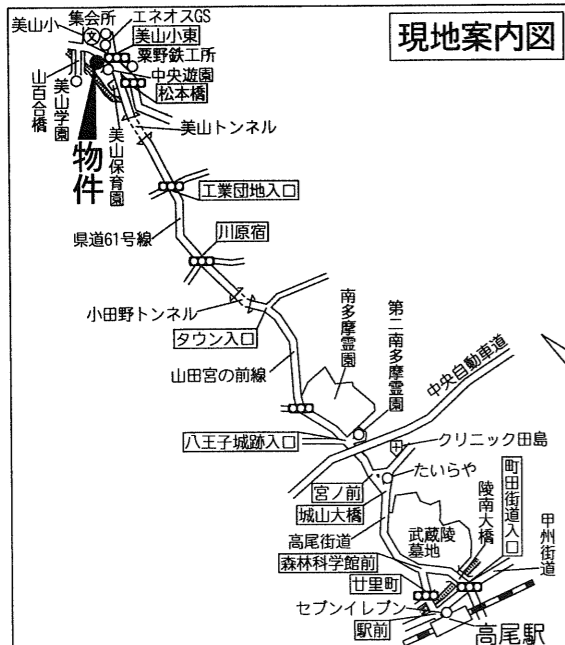 現地案内図
美山小
集会所
エネオスGS
美山小東
粟野鉄工所
中央遊園
松本橋
山百合橋
美山学園
物件
美山保育園
美山トンネル
工業団地入口
県道61号線
川原宿
小田野トンネル
タウン入口
南多摩霊園
第二南多摩霊園
中央自動車道
山田宮の前線
八王子城跡入口
クリニック田島
たいらや
宮ノ前
城山大橋
町田街道入口
陵南大橋
甲州街道
高尾街道
武蔵陵
墓地
森林科学館前
廿里町
セブンイレブン
駅前
高尾駅